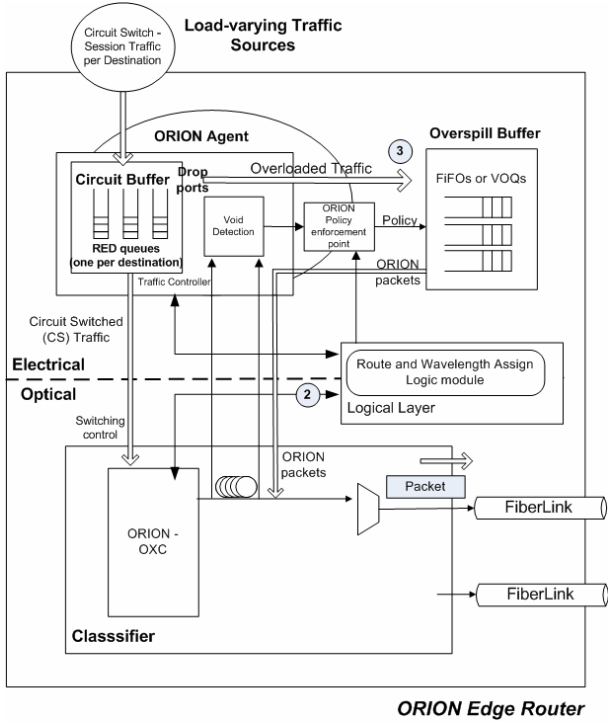 Circuit Switch -
Session Traffic
per Destination
Load-varying Traffic
Sources
ORION Agent
3
Overspill Buffer
Circuit Buffer
Drop
ports
Overloaded Traffic
FiFOs or VOQs
RED queues
(one per destination)
Void
Detection
ORION
Policy
enforcement
point
Policy
ORION
packets
Traffic Controller
Circuit Switched
(CS) Traffic
Electrical
Optical
Route and Wavelength Assign
Logic module
Logical Layer
2
Switching
control
ORION
packets
Packet
FiberLink
ORION -
OXC
FiberLink
Classsifier
ORION Edge Router